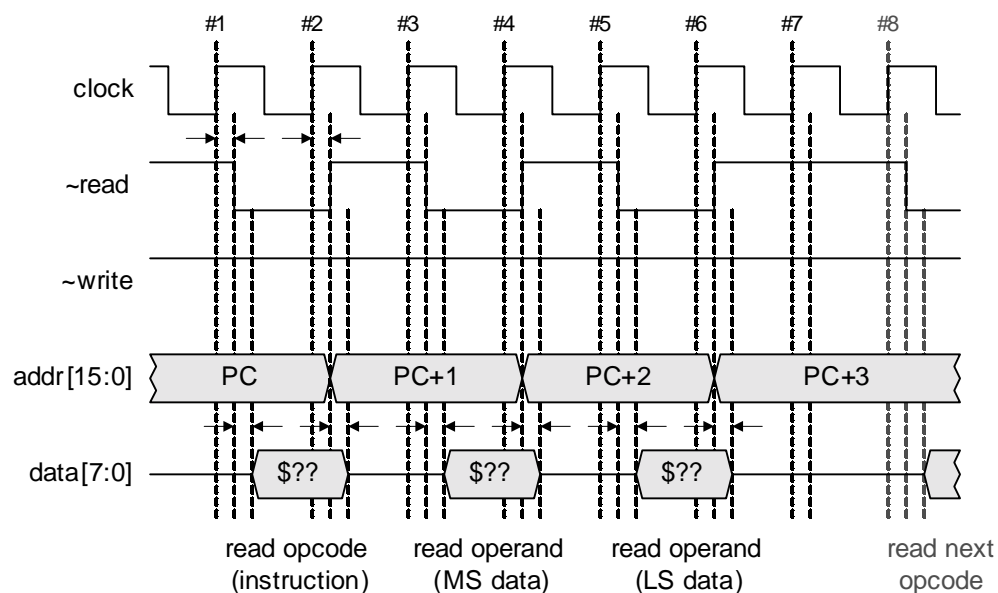 #1 #2 #3 #4 #5 #6 #7 #8
clock
~read
~write
addr[15:0] PC PC+1 PC+2 PC+3
data[7:0] $?? $?? $??
read opcode read operand read operand read next
(instruction) (MS data) (LS data) opcode